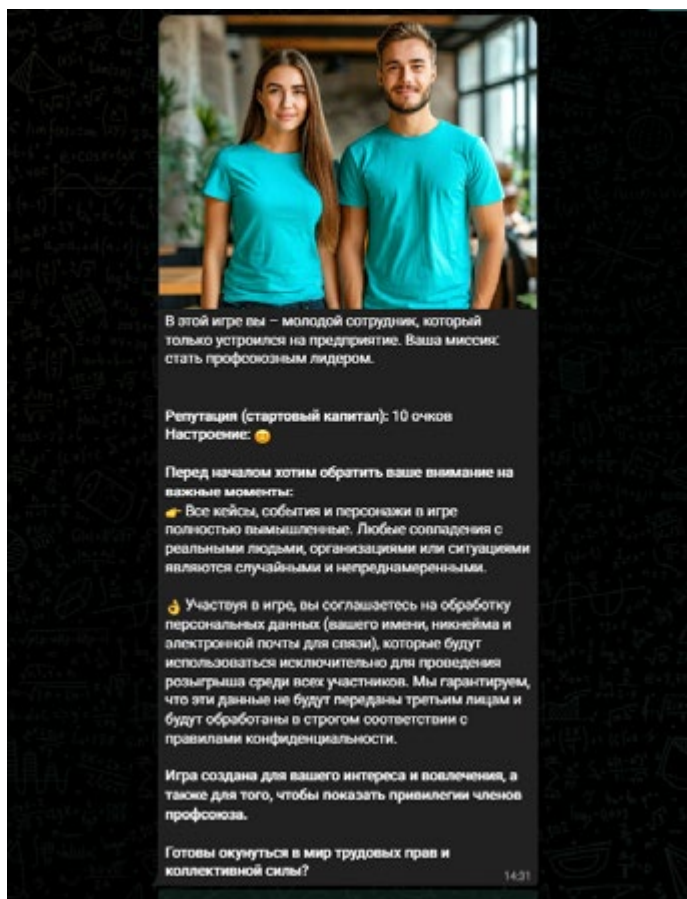 В этой игре вы – молодой сотрудник, который
только устроился на предприятие. Ваша миссия:
стать профсоюзным лидером.
Репутация (стартовый капитал): 10 очков
Настроение: 😊
Перед началом хотим обратить ваше внимание на
важные моменты:
👉 Все кейсы, события и персонажи в игре
полностью вымышленные. Любые совпадения с
реальными людьми, организациями или ситуациями
являются случайными и непреднамеренными.
👌 Участвуя в игре, вы соглашаетесь на обработку
персональных данных (вашего имени, никнейма и
электронной почты для связи), которые будут
использоваться исключительно для проведения
розыгрыша среди всех участников. Мы гарантируем,
что эти данные не будут переданы третьим лицам и
будут обработаны в строгом соответствии с
правилами конфиденциальности.
Игра создана для вашего интереса и вовлечения, а
также для того, чтобы показать привилегии членов
профсоюза.
Готовы окунуться в мир трудовых прав и
коллективной силы?
14:31